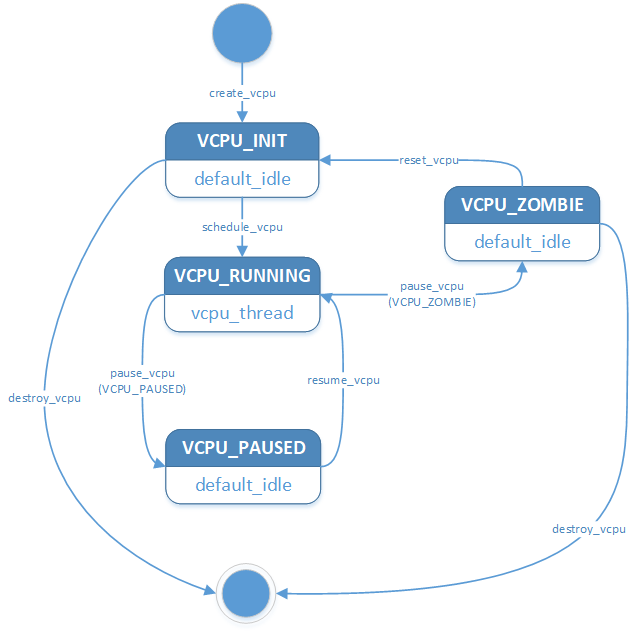 create_vcpu
VCPU_INIT
default_idle
reset_vcpu
VCPU_ZOMBIE
default_idle
schedule_vcpu
VCPU_RUNNING
vcpu_thread
pause_vcpu
(VCPU_ZOMBIE)
pause_vcpu
(VCPU_PAUSED)
resume_vcpu
destroy_vcpu
VCPU_PAUSED
default_idle
destroy_vcpu